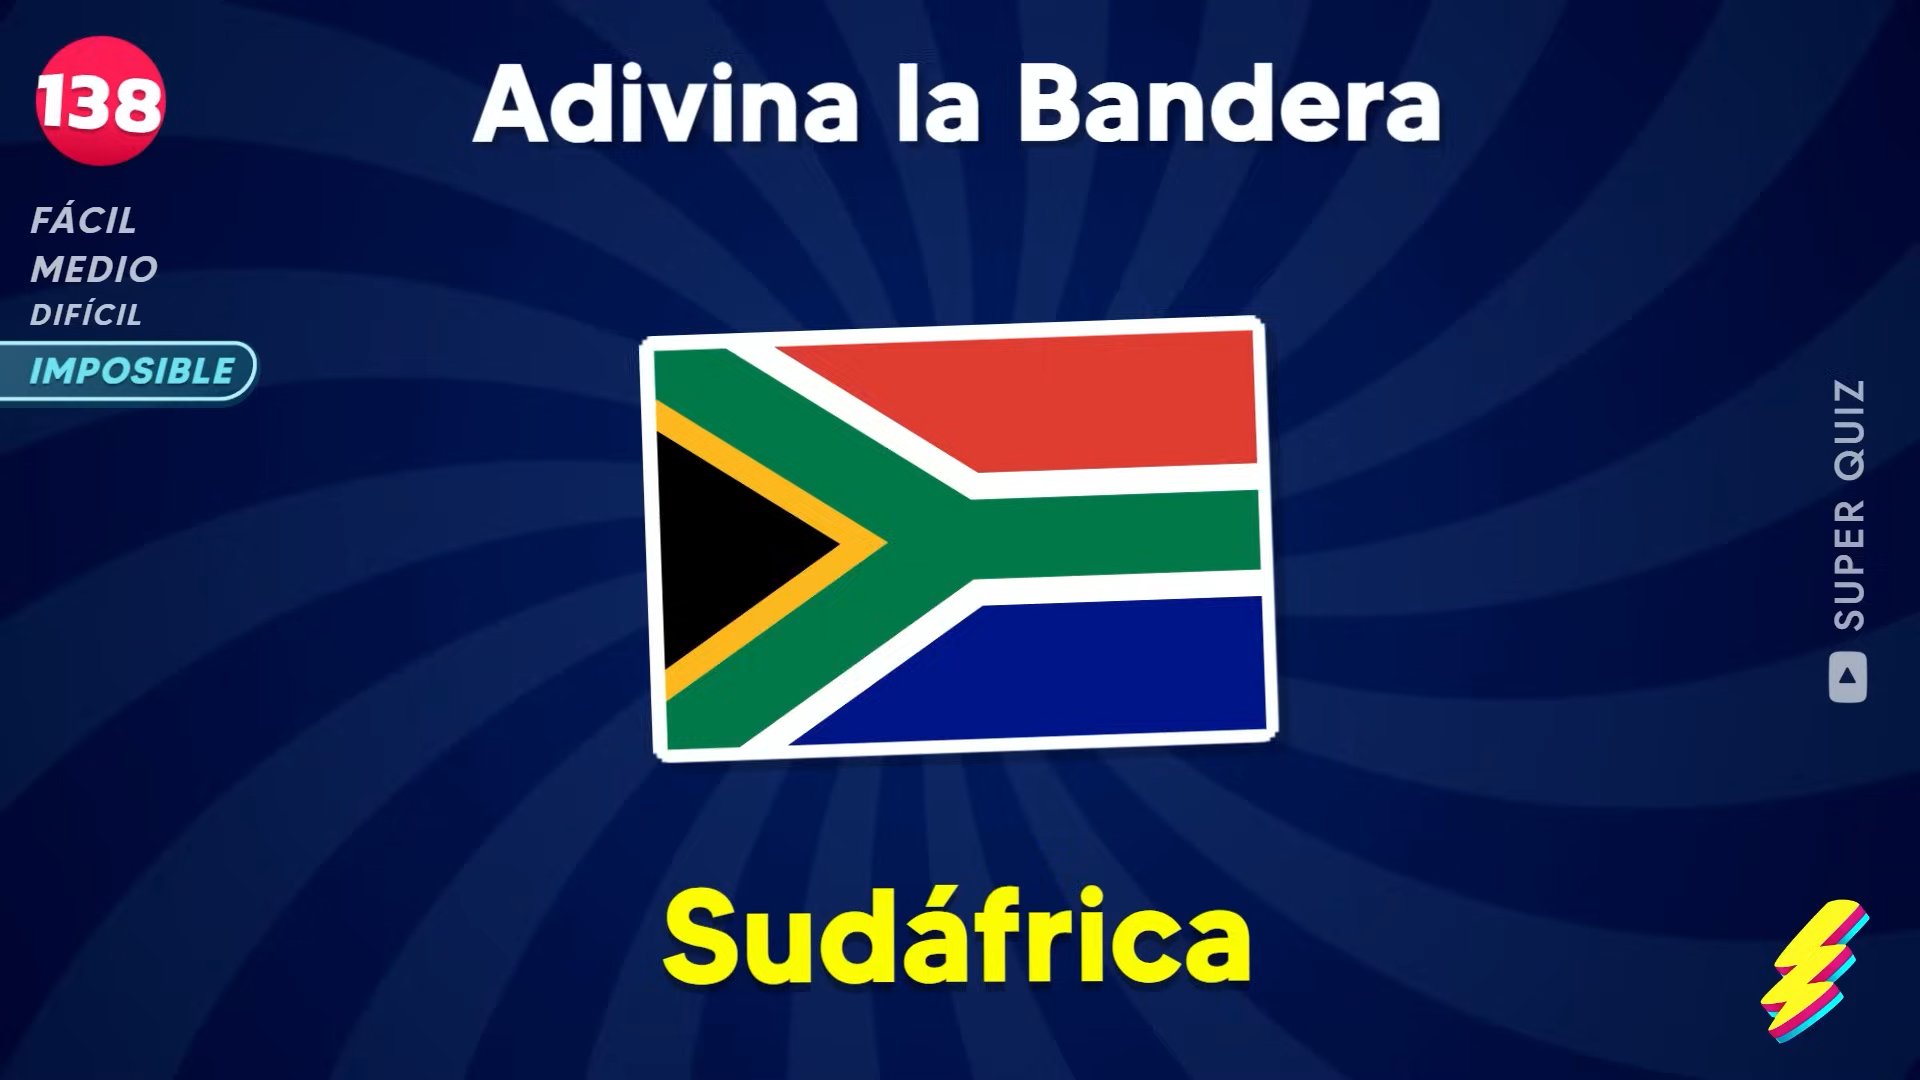 138
Adivina la Bandera
FÁCIL
MEDIO
DIFÍCIL
IMPOSIBLE
SUPER QUIZ
Sudáfrica